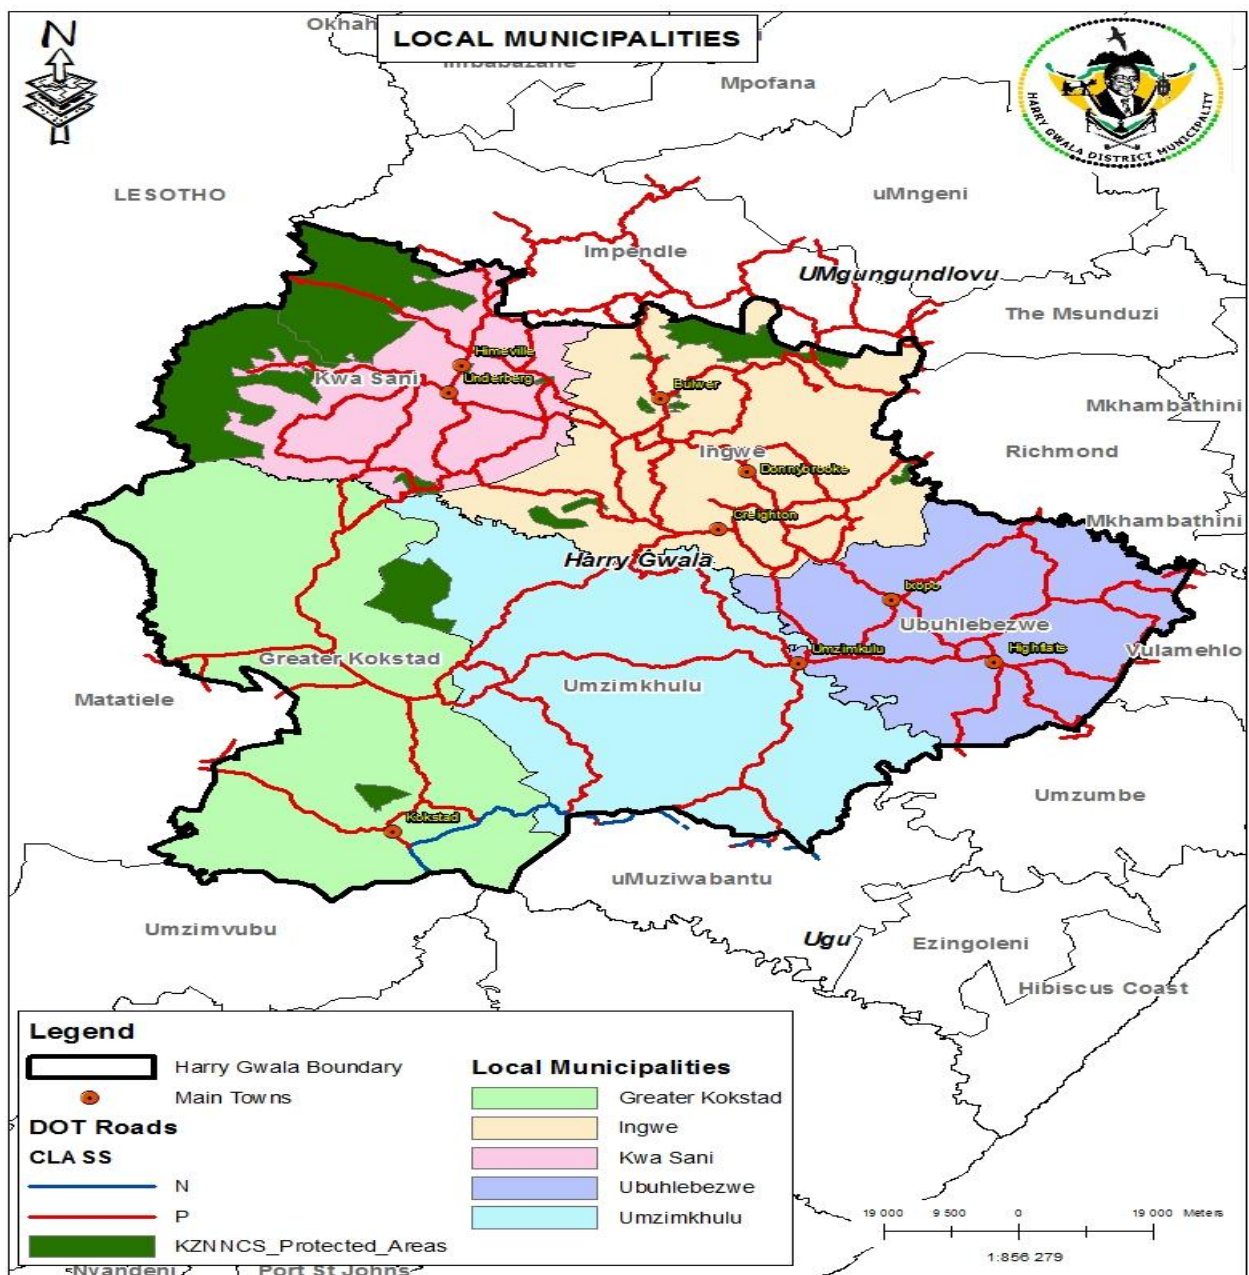 Okhah
LOCAL MUNICIPALITIES
N
Imbabazane
Mpofana
HARRY GWALA DISTRICT MUNICIPALITY
LESOTHO
uMngeni
Impendle
UMgungundlovu
The Msunduzi
Himeville
Kwa Sani
Underberg
Bulwer
Mkhambathini
Ingwe
Richmond
Donnybrooke
Creighton
Mkhambathini
Harry Gwala
Ixopo
Ubuhlebezwe
Greater Kokstad
Umzimkulu
Highflats
Vulamehlo
Umzimkhulu
Matatiele
Umzumbe
Kokstad
uMuziwabantu
Umzimvubu
Ugu
Ezingoleni
Hibiscus Coast
Legend
Harry Gwala Boundary
Main Towns
DOT Roads
CLASS
N
P
KZNNCS_Protected_Areas
Local Municipalities
Greater Kokstad
Ingwe
Kwa Sani
Ubuhlebezwe
Umzimkhulu
19 000 9 500 0 19 000 Meters
1:856 279
Nyandeni
Port St Johns